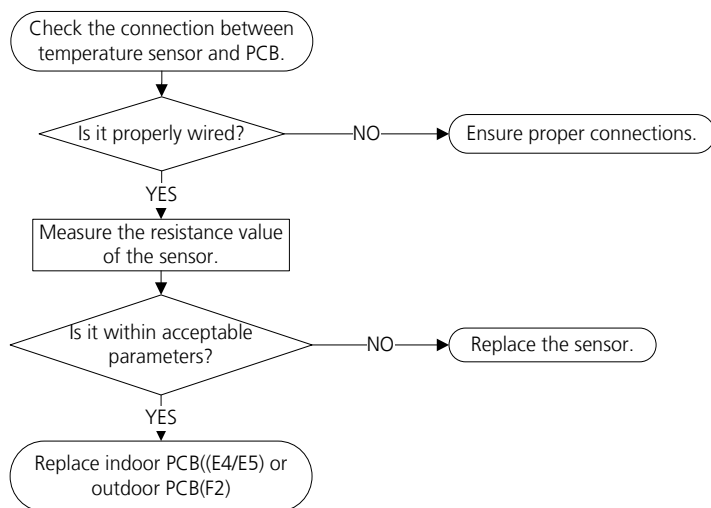 Check the connection between
temperature sensor and PCB.
Is it properly wired?
NO
Ensure proper connections.
YES
Measure the resistance value
of the sensor.
Is it within acceptable
parameters?
NO
Replace the sensor.
YES
Replace indoor PCB((E4/E5) or
outdoor PCB(F2)